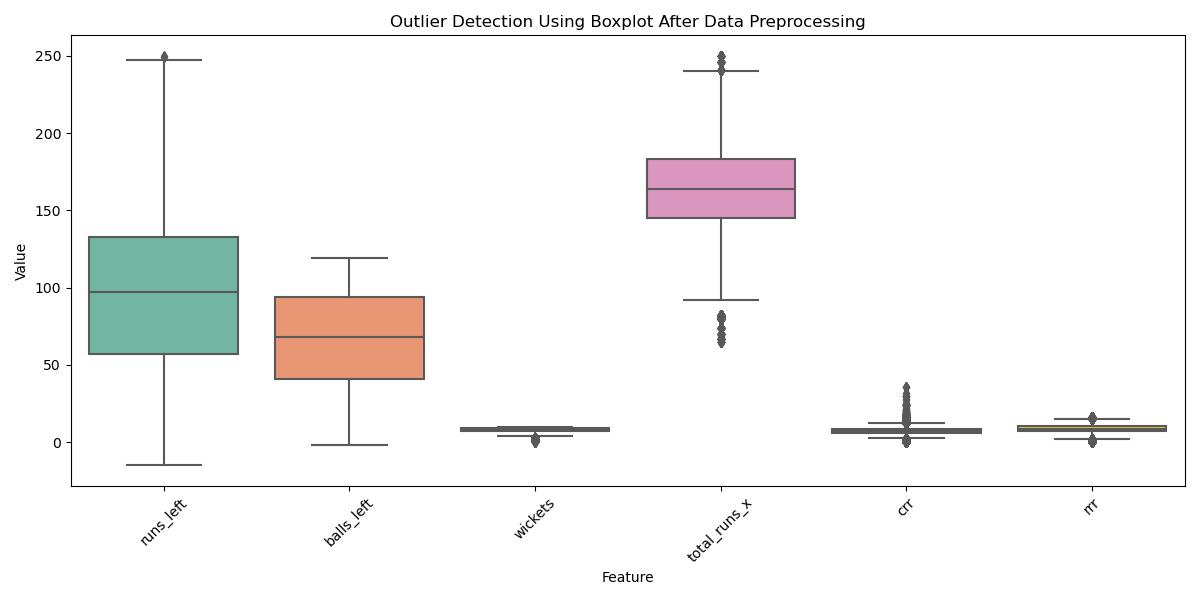 Outlier Detection Using Boxplot After Data Preprocessing
250
200
150
100
50
0
Value
runs_left
balls_left
wickets
total_runs_x
crr
rrr
Feature